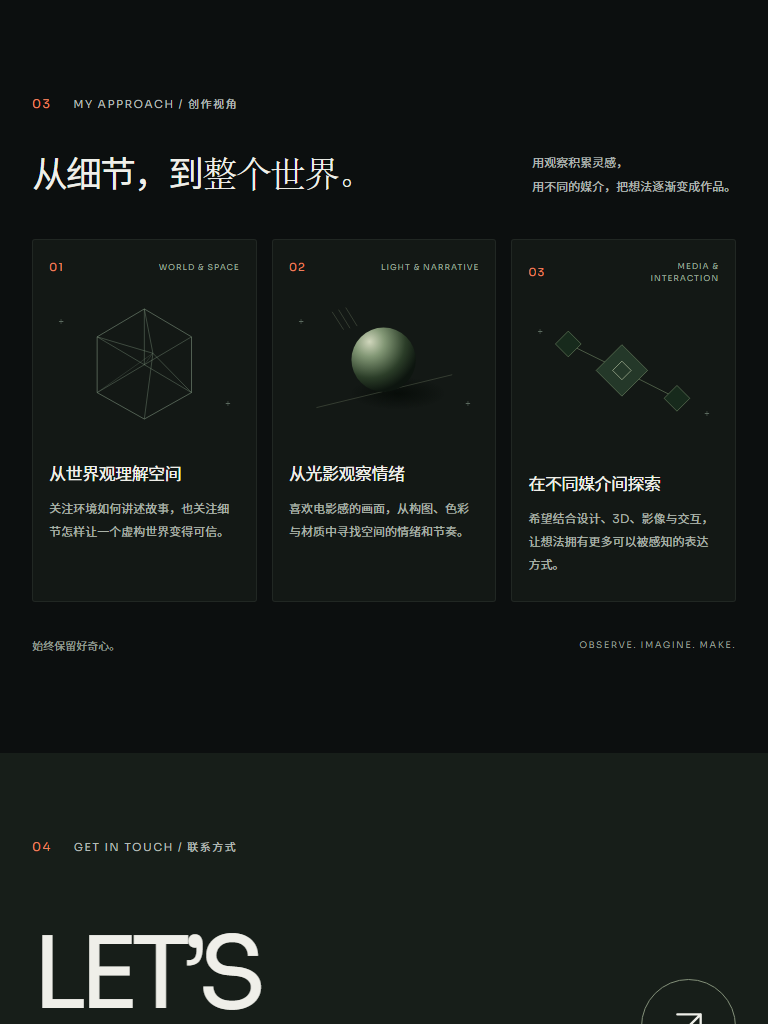 03 MY APPROACH / 创作视角
从细节，到整个世界。
用观察积累灵感，
用不同的媒介，把想法逐渐变成作品。
01 WORLD & SPACE
从世界观理解空间
关注环境如何讲述故事，也关注细
节怎样让一个虚构世界变得可信。
02 LIGHT & NARRATIVE
从光影观察情绪
喜欢电影感的画面，从构图、色彩
与材质中寻找空间的情绪和节奏。
03 MEDIA &
INTERACTION
在不同媒介间探索
希望结合设计、3D、影像与交互，
让想法拥有更多可以被感知的表达
方式。
始终保留好奇心。
OBSERVE. IMAGINE. MAKE.
04 GET IN TOUCH / 联系方式
LET’S